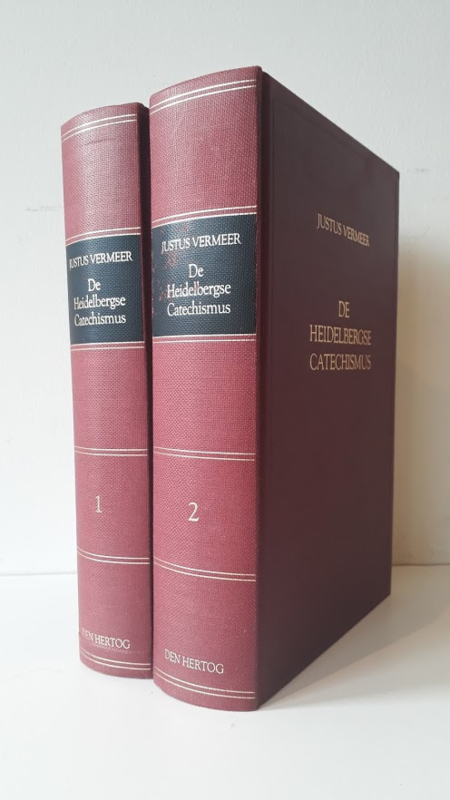 JUSTUS VERMEER
De
Heidelbergse
Catechismus
1
DEN HERTOG
JUSTUS VERMEER
De
Heidelbergse
Catechismus
2
DEN HERTOG
JUSTUS VERMEER
DE
HEIDELBERGSE
CATECHISMUS